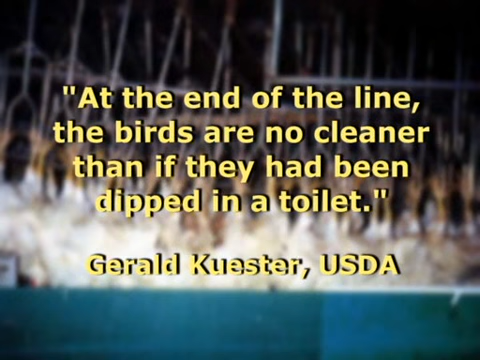 "At the end of the line,
the birds are no cleaner
than if they had been
dipped in a toilet."
Gerald Kuester, USDA